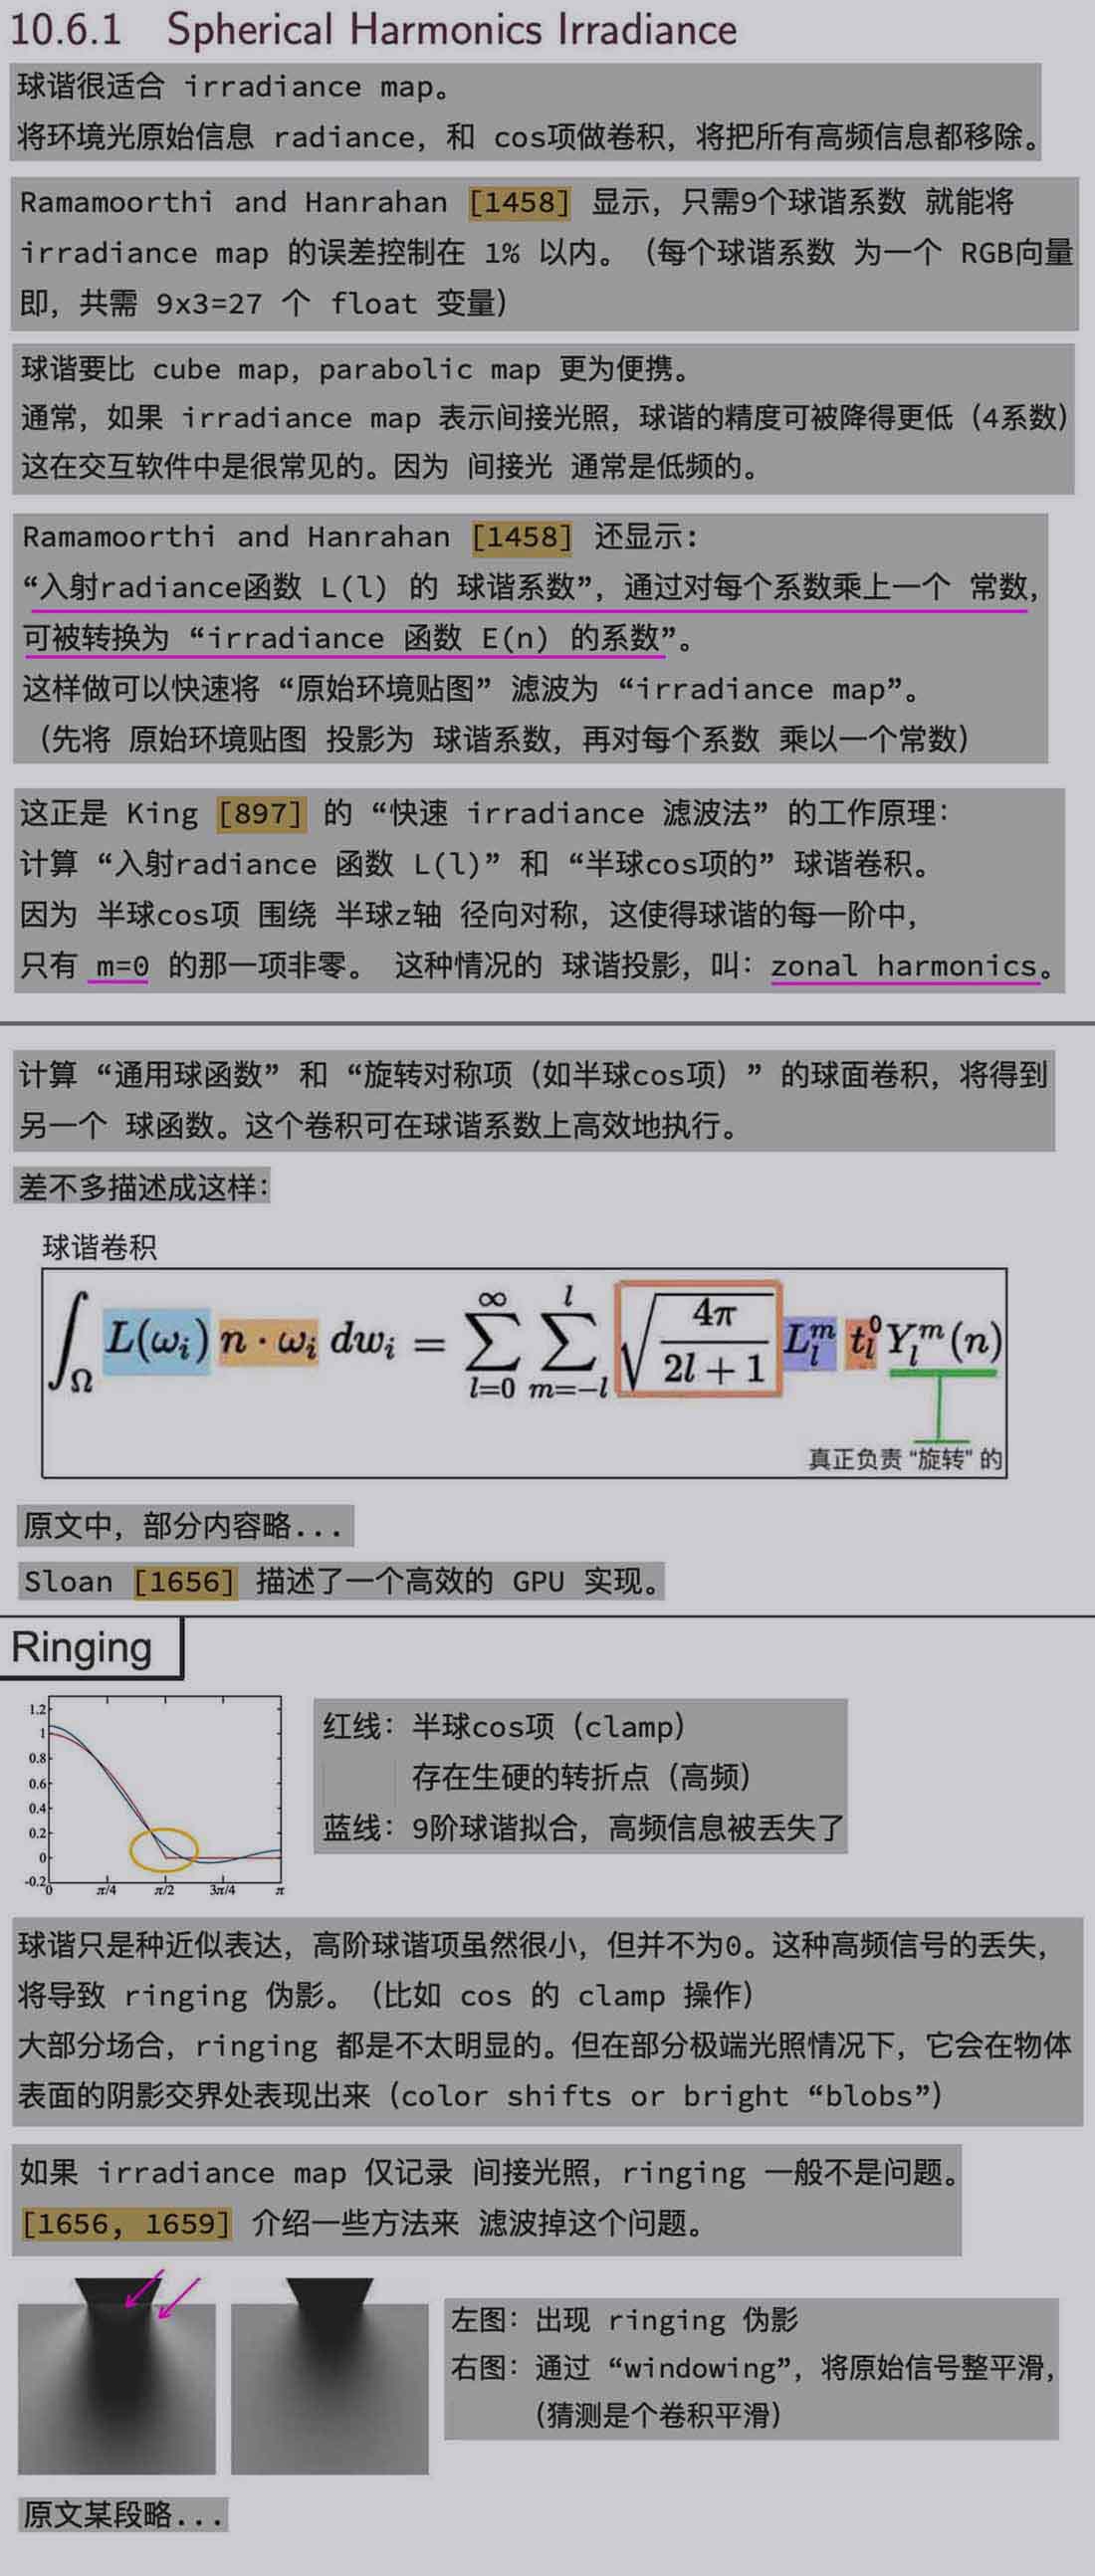 10.6.1 Spherical Harmonics Irradiance
球谐很适合 irradiance map。
将环境光原始信息 radiance，和 cos项做卷积，将把所有高频信息都移除。
Ramamoorthi and Hanrahan [1458] 显示，只需9个球谐系数 就能将
irradiance map 的误差控制在 1% 以内。（每个球谐系数 为一个 RGB向量
即，共需 9x3=27 个 float 变量）
球谐要比 cube map, parabolic map 更为便携。
通常，如果 irradiance map 表示间接光照，球谐的精度可被降得更低（4系数）
这在交互软件中是很常见的。因为 间接光 通常是低频的。
Ramamoorthi and Hanrahan [1458] 还显示：
“入射radiance函数 L(l) 的 球谐系数”，通过对每个系数乘上一个 常数，
可被转换为 “irradiance 函数 E(n) 的系数”。
这样做可以快速将 “原始环境贴图” 滤波为 “irradiance map”。
（先将 原始环境贴图 投影为 球谐系数，再对每个系数 乘以一个常数）
这正是 King [897] 的 “快速 irradiance 滤波法” 的工作原理：
计算 “入射radiance 函数 L(l)” 和 “半球cos项的” 球谐卷积。
因为 半球cos项 围绕 半球z轴 径向对称，这使得球谐的每一阶中，
只有 m=0 的那一项非零。 这种情况的 球谐投影，叫：zonal harmonics。
计算 “通用球函数” 和 “旋转对称项（如半球cos项）” 的球面卷积，将得到
另一个 球函数。这个卷积可在球谐系数上高效地执行。
差不多描述成这样：
球谐卷积
∫_Ω L(ω_i) n · ω_i dw_i = ∑_{l=0}^{∞} ∑_{m=-l}^{l} √(4π/(2l+1)) L_l^m t_l^0 Y_l^m(n)
真正负责 “旋转” 的
原文中，部分内容略...
Sloan [1656] 描述了一个高效的 GPU 实现。
Ringing
1.2
1
0.8
0.6
0.4
0.2
0
-0.2
0 π/4 π/2 3π/4 π
红线：半球cos项（clamp）
存在生硬的转折点（高频）
蓝线：9阶球谐拟合，高频信息被丢失了
球谐只是种近似表达，高阶球谐项虽然很小，但并不为0。这种高频信号的丢失，
将导致 ringing 伪影。（比如 cos 的 clamp 操作）
大部分场合，ringing 都是不太明显的。但在部分极端光照情况下，它会在物体
表面的阴影交界处表现出来（color shifts or bright “blobs”）
如果 irradiance map 仅记录 间接光照，ringing 一般不是问题。
[1656, 1659] 介绍一些方法来 滤波掉这个问题。
左图：出现 ringing 伪影
右图：通过 “windowing”，将原始信号整平滑，
（猜测是个卷积平滑）
原文某段略...